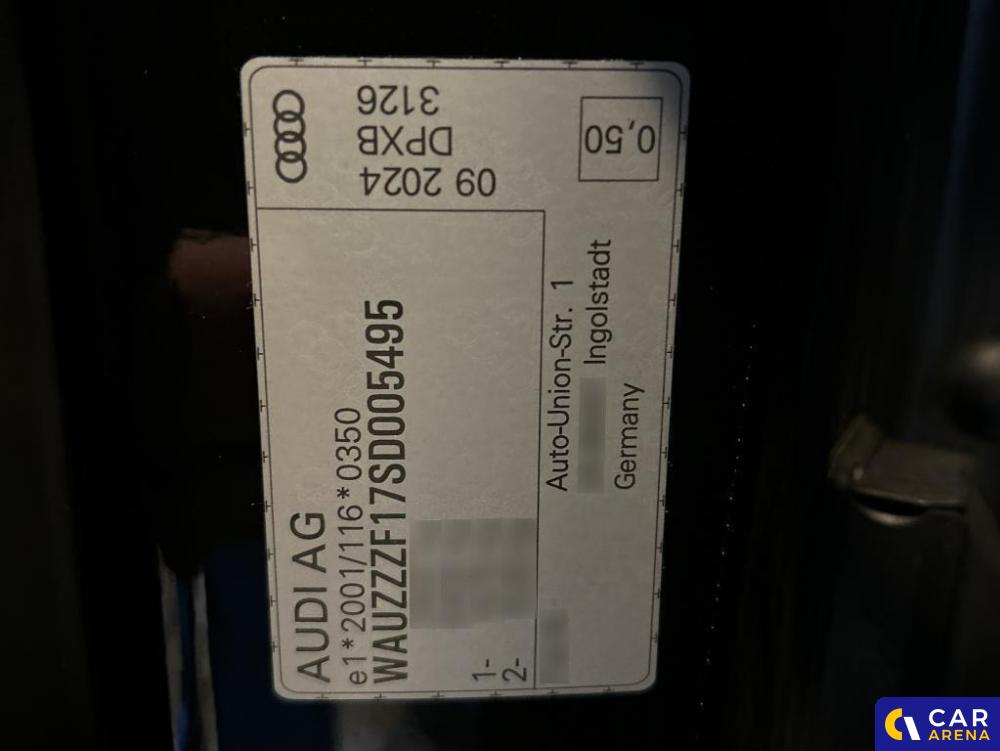 AUDI AG
e1*2001/116*0350
WAUZZZF17SD005495
1-
2-
Auto-Union-Str. 1
Ingolstadt
Germany
09 2024
DPXB
3126
0,50
CAR
ARENA